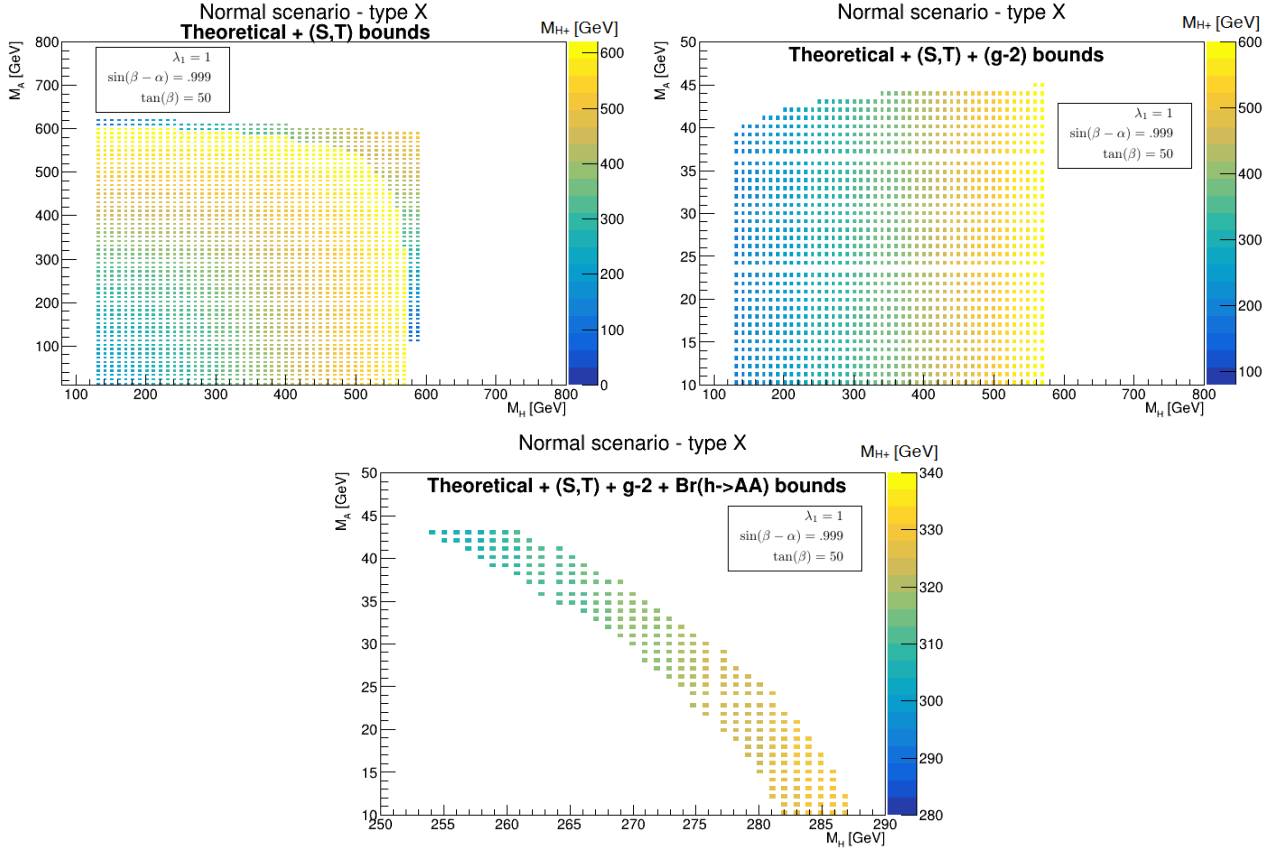 Normal scenario - type X
Theoretical + (S,T) bounds
M_H+ [GeV]
M_A [GeV]
λ₁ = 1
sin(β − α) = .999
tan(β) = 50
800
700
600
500
400
300
200
100
100 200 300 400 500 600 700 800
M_H [GeV]
600
500
400
300
200
100
0
Normal scenario - type X
Theoretical + (S,T) + (g-2) bounds
M_H+ [GeV]
M_A [GeV]
λ₁ = 1
sin(β − α) = .999
tan(β) = 50
50
45
40
35
30
25
20
15
10
100 200 300 400 500 600 700 800
M_H [GeV]
600
500
400
300
200
100
Normal scenario - type X
Theoretical + (S,T) + g-2 + Br(h->AA) bounds
M_H+ [GeV]
M_A [GeV]
λ₁ = 1
sin(β − α) = .999
tan(β) = 50
50
45
40
35
30
25
20
15
10
250 255 260 265 270 275 280 285 290
M_H [GeV]
340
330
320
310
300
290
280